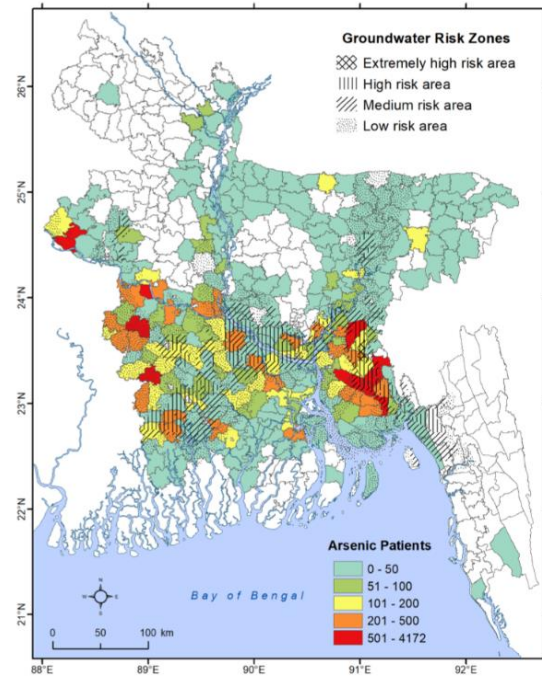 Groundwater Risk Zones
Extremely high risk area
High risk area
Medium risk area
Low risk area
26°N
25°N
24°N
23°N
22°N
21°N
Arsenic Patients
0 - 50
51 - 100
101 - 200
201 - 500
501 - 4172
Bay of Bengal
0 50 100 km
88°E 89°E 90°E 91°E 92°E